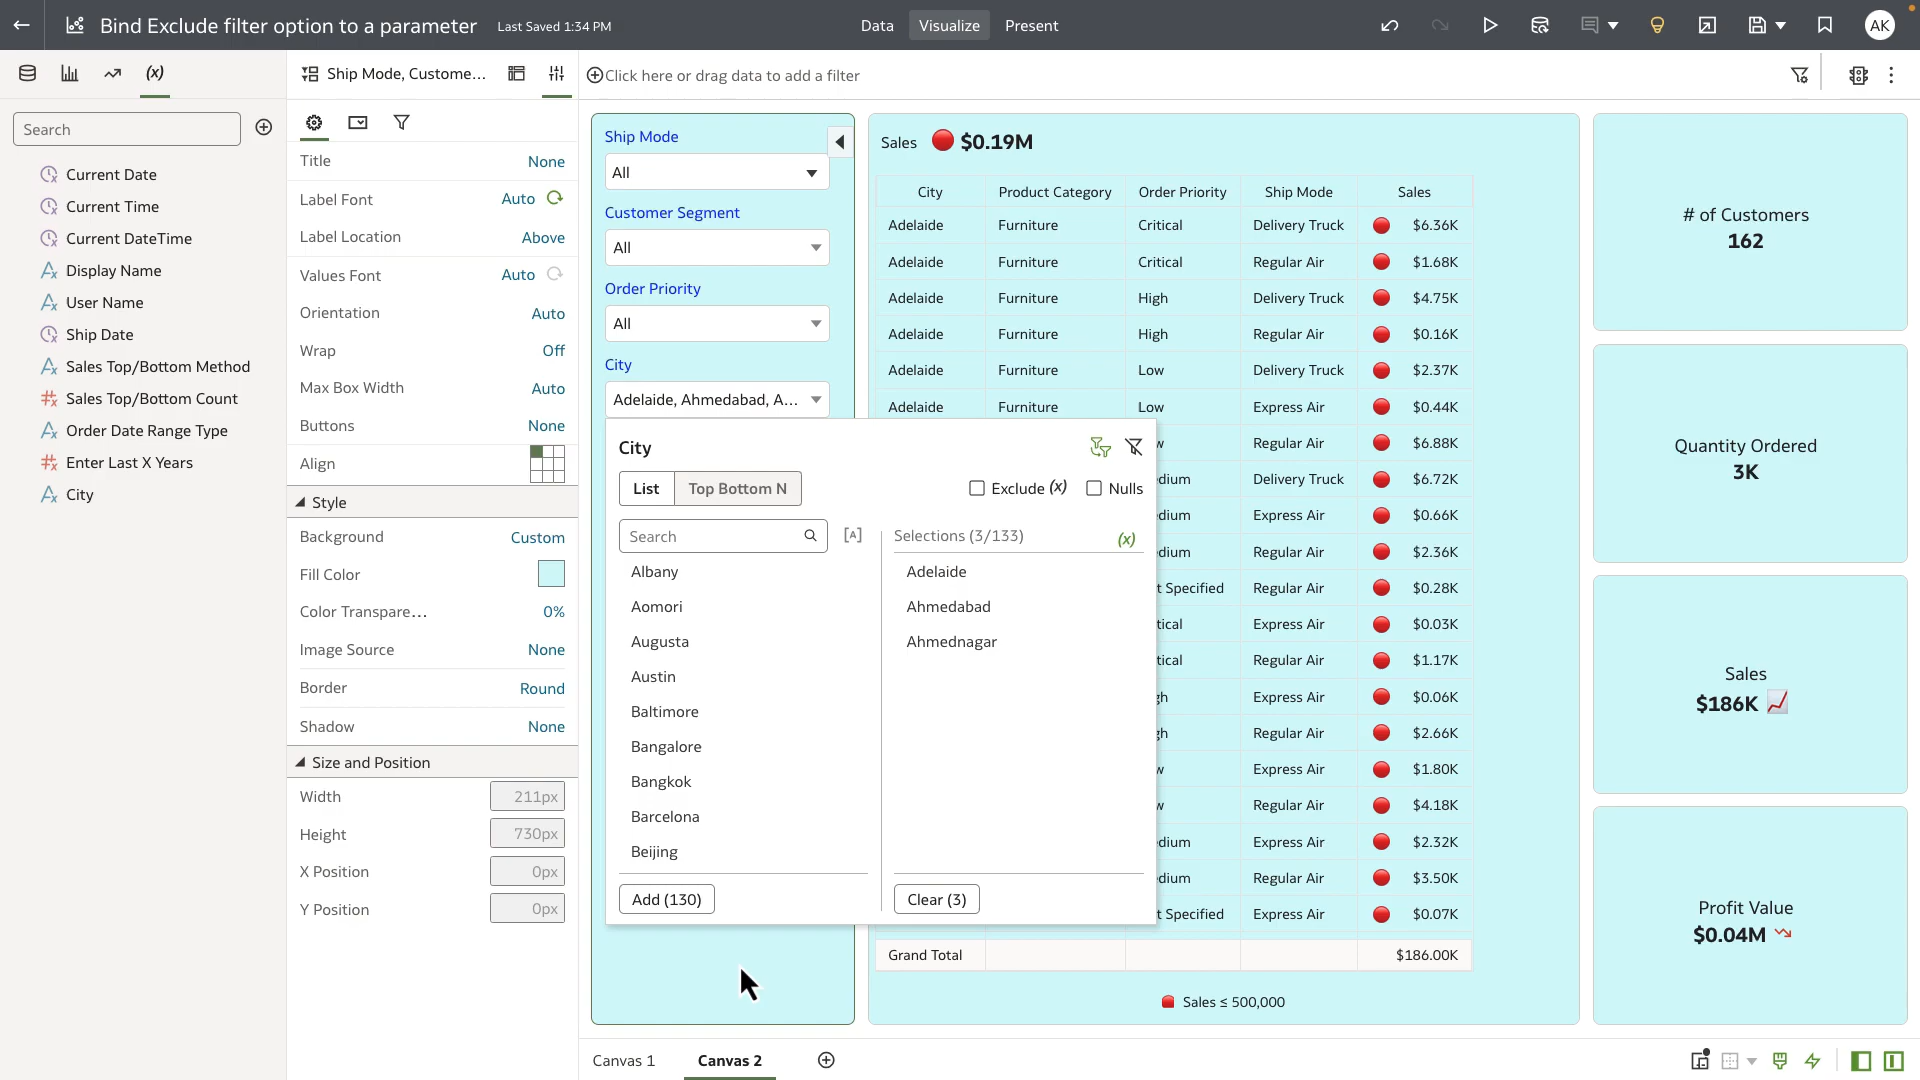 Bind Exclude filter option to a parameter
Last Saved 1:34 PM
Data
Visualize
Present
AK
(x)
Search
Current Date
Current Time
Current DateTime
Display Name
User Name
Ship Date
Sales Top/Bottom Method
Sales Top/Bottom Count
Order Date Range Type
Enter Last X Years
City
Ship Mode, Custome...
Title None
Label Font Auto
Label Location Above
Values Font Auto
Orientation Auto
Wrap Off
Max Box Width Auto
Buttons None
Align
Style
Background Custom
Fill Color
Color Transpare... 0%
Image Source None
Border Round
Shadow None
Size and Position
Width 211px
Height 730px
X Position 0px
Y Position 0px
Click here or drag data to add a filter
Ship Mode
All
Customer Segment
All
Order Priority
All
City
Adelaide, Ahmedabad, A...
City
List
Top Bottom N
Exclude (x)
Nulls
Search
[A]
Selections (3/133)
(x)
Albany
Aomori
Augusta
Austin
Baltimore
Bangalore
Bangkok
Barcelona
Beijing
Adelaide
Ahmedabad
Ahmednagar
Add (130)
Clear (3)
Sales $0.19M
City Product Category Order Priority Ship Mode Sales
Adelaide Furniture Critical Delivery Truck $6.36K
Adelaide Furniture Critical Regular Air $1.68K
Adelaide Furniture High Delivery Truck $4.75K
Adelaide Furniture High Regular Air $0.16K
Adelaide Furniture Low Delivery Truck $2.37K
Adelaide Furniture Low Express Air $0.44K
w Regular Air $6.88K
edium Delivery Truck $6.72K
edium Express Air $0.66K
edium Regular Air $2.36K
t Specified Regular Air $0.28K
tical Express Air $0.03K
tical Regular Air $1.17K
gh Express Air $0.06K
gh Regular Air $2.66K
w Express Air $1.80K
w Regular Air $4.18K
edium Express Air $2.32K
edium Regular Air $3.50K
t Specified Express Air $0.07K
Grand Total $186.00K
Sales ≤ 500,000
# of Customers
162
Quantity Ordered
3K
Sales
$186K
Profit Value
$0.04M
Canvas 1
Canvas 2